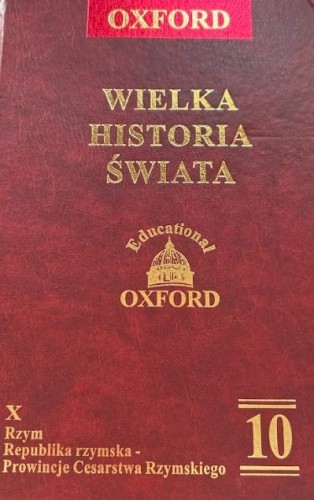 OXFORD
WIELKA
HISTORIA
ŚWIATA
Educational
OXFORD
X
Rzym
Republika rzymska -
Prowincje Cesarstwa Rzymskiego
10